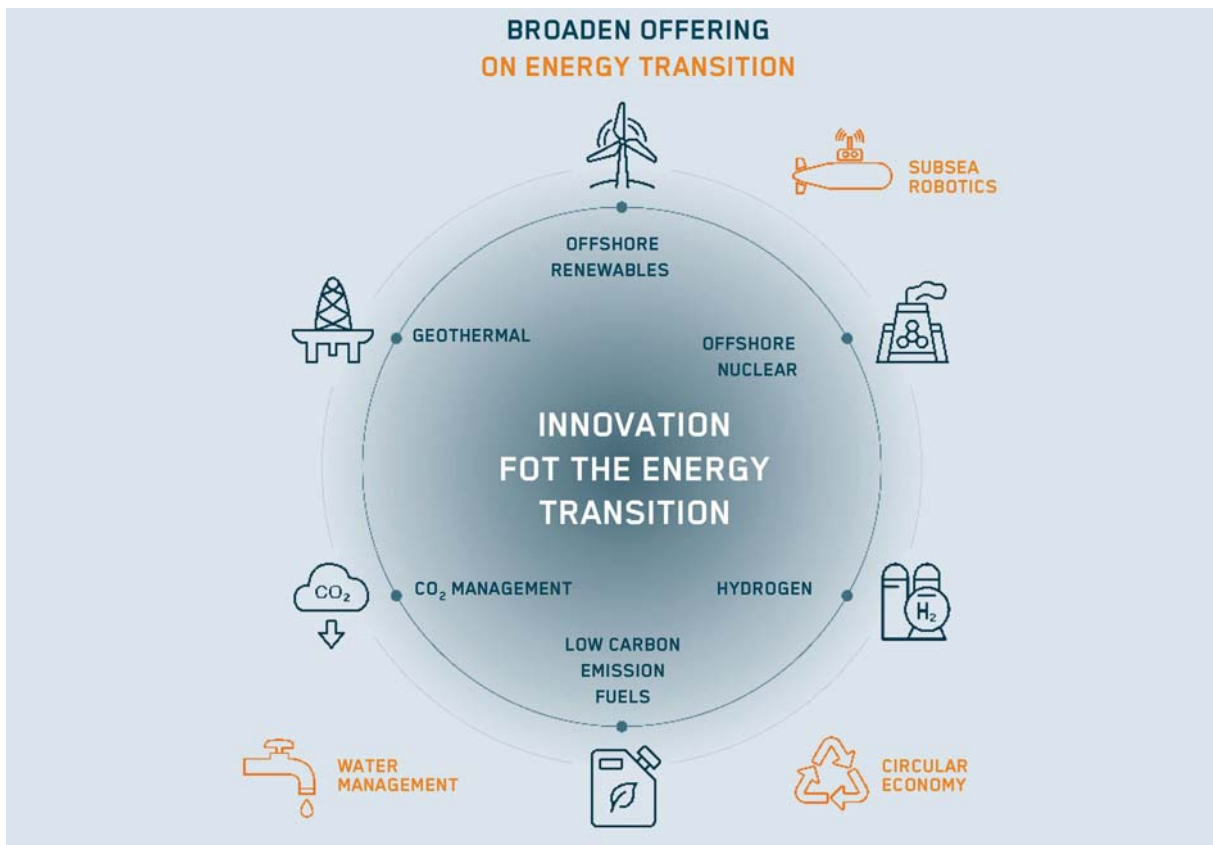 BROADEN OFFERING
ON ENERGY TRANSITION
SUBSEA
ROBOTICS
OFFSHORE
RENEWABLES
GEOTHERMAL
OFFSHORE
NUCLEAR
INNOVATION
FOT THE ENERGY
TRANSITION
CO₂
CO₂ MANAGEMENT
HYDROGEN
H₂
LOW CARBON
EMISSION
FUELS
WATER
MANAGEMENT
CIRCULAR
ECONOMY